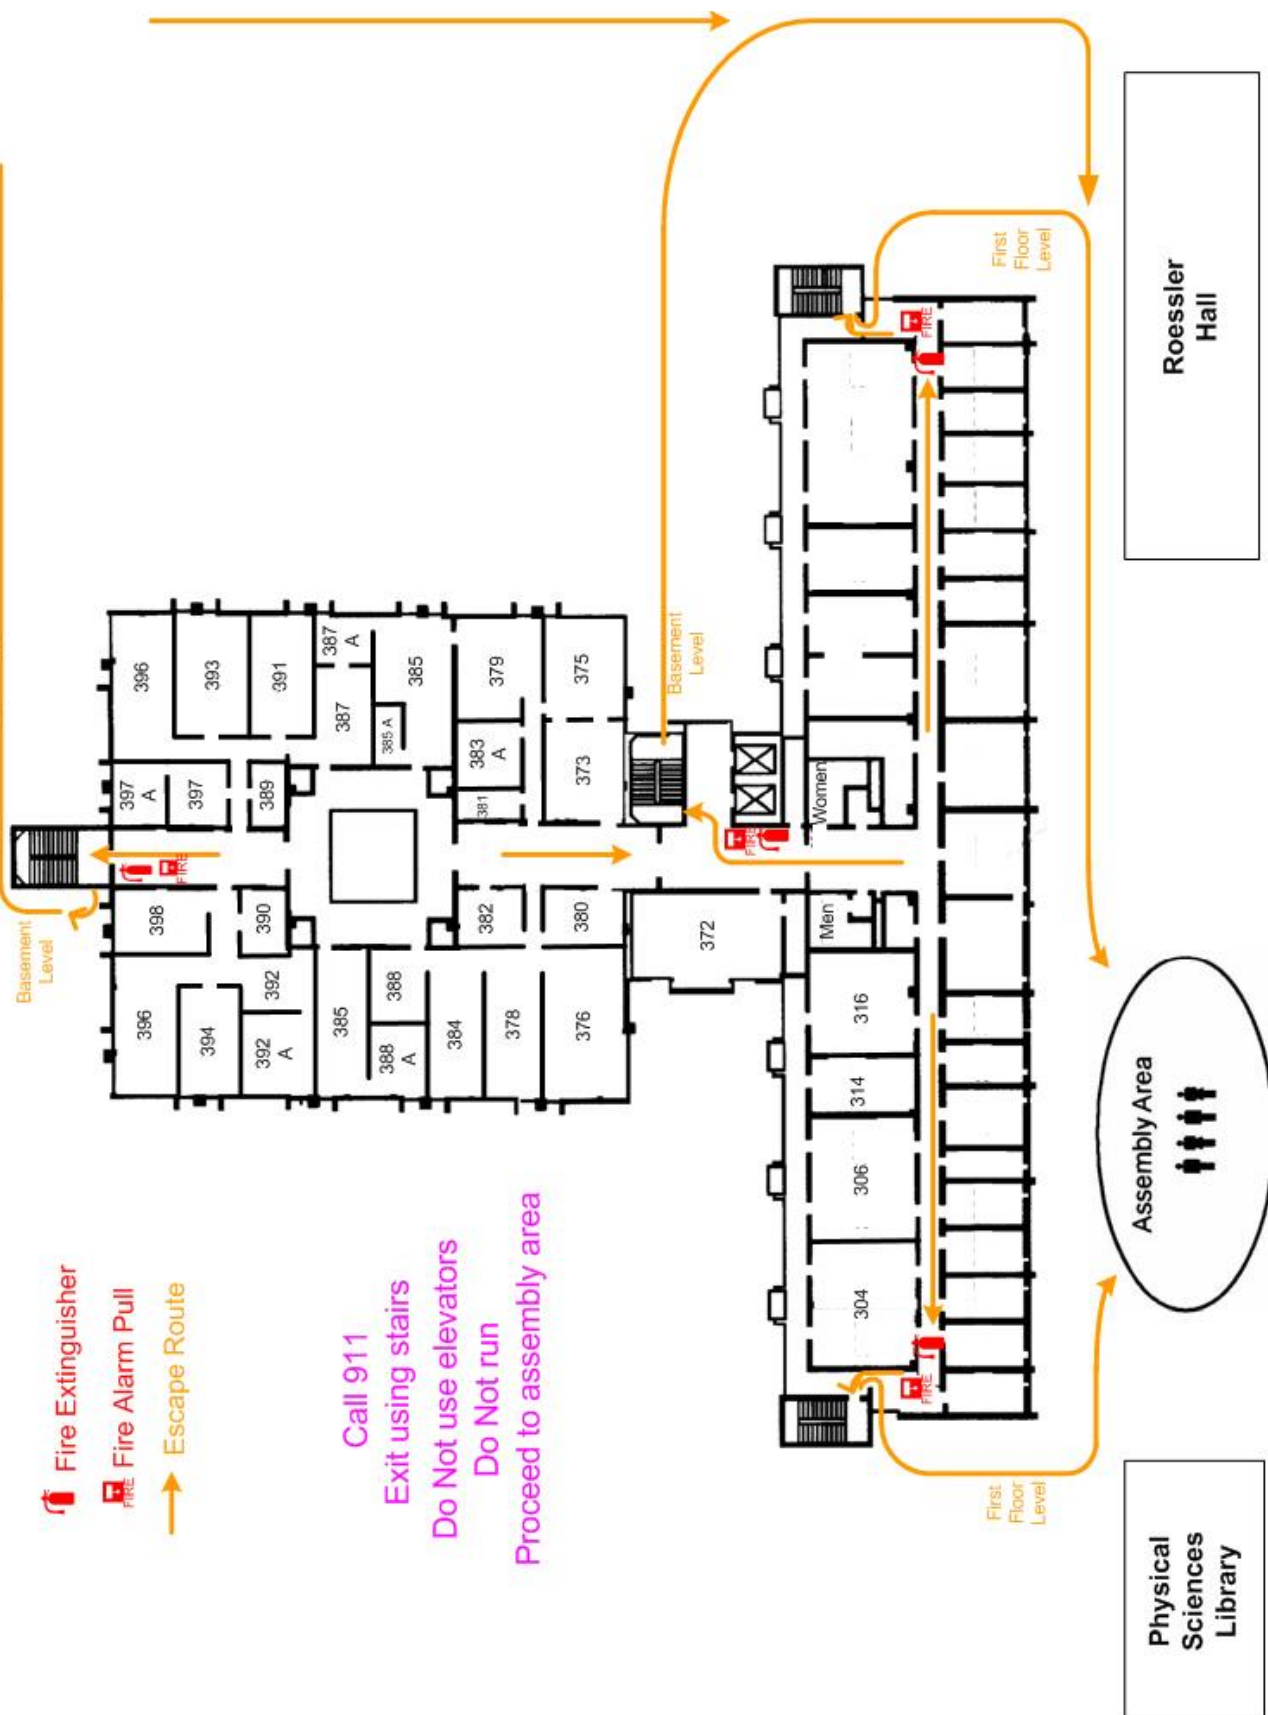 Fire Extinguisher
FIRE Fire Alarm Pull
Escape Route
Call 911
Exit using stairs
Do Not use elevators
Do Not run
Proceed to assembly area
Basement
Level
396
398
397
A
396
FIRE
397
394
393
392
A
392
390
389
391
385
387
387
A
388
A
388
385 A
385
384
382
381
383
A
379
378
376
380
373
375
Basement
Level
372
FIRE
Men
Women
304
306
314
316
FIRE
FIRE
First
Floor
Level
First
Floor
Level
Assembly Area
Physical
Sciences
Library
Roessler
Hall